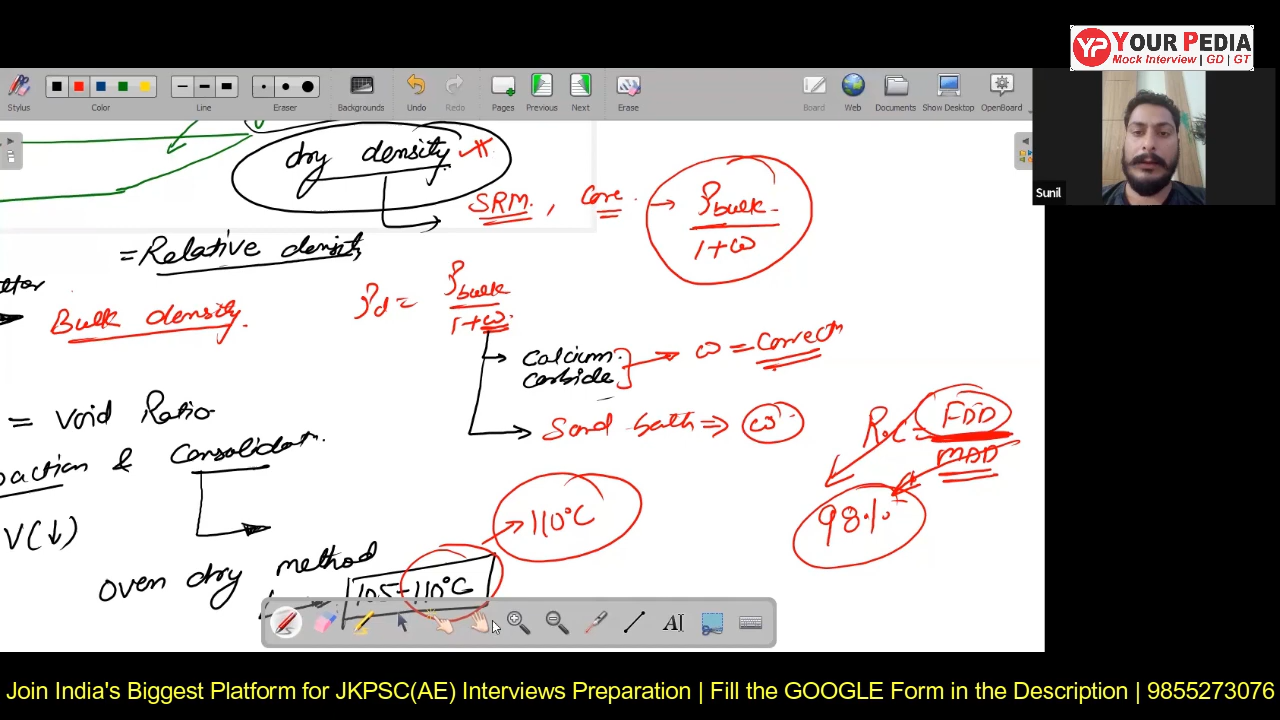 YP YOUR PEDIA
Mock Interview | GD | GT
Stylus
Color
Line
Eraser
Backgrounds
Undo
Redo
Pages
Previous
Next
Erase
Board
Web
Documents
Show Desktop
OpenBoard
Sunil
dry density
SRM. , Core. → ρbulk
1+ω
= Relative density
Bulk density.
ρd = ρbulk
1+ω
Calcium
Carbide
ω = Correct
Sand bath ⇒ ω
= Void Ratio
& Consolidat
V(↓)
Oven dry method
105-110°C
→ 110°C
FDD
MDD
98%
AI
Join India's Biggest Platform for JKPSC(AE) Interviews Preparation | Fill the GOOGLE Form in the Description | 9855273076